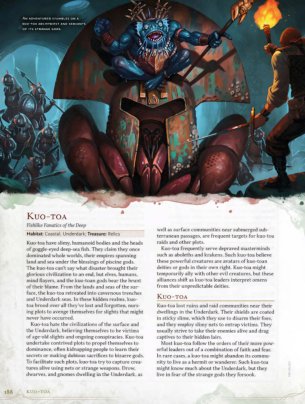 AN ADVENTURER STUMBLES ON A
KUO-TOA ARCHPRIEST AND SERVANTS
OF ITS STRANGE GODS.
KUO-TOA
Fishlike Fanatics of the Deep
Habitat: Coastal, Underdark; Treasure: Relics
Kuo-toa have slimy, humanoid bodies and the heads
of goggle-eyed deep-sea fish. They claim they once
dominated whole worlds, their empires spanning
land and sea under the blessings of piscine gods.
The kuo-toa can't say what disaster brought their
glorious civilization to an end, but elves, humans,
mind flayers, and the kuo-toa gods bear the brunt
of their blame. From the lands and seas of the sur-
face, the kuo-toa retreated into cavernous trenches
and Underdark seas. In these hidden realms, kuo-
toa brood over all they've lost and forgotten, nurs-
ing plots to avenge themselves for slights that might
never have occurred.
Kuo-toa hate the civilizations of the surface and
the Underdark, believing themselves to be victims
of age-old slights and ongoing conspiracies. Kuo-toa
undertake contrived plots to propel themselves to
dominance, often kidnapping people to learn their
secrets or making dubious sacrifices to bizarre gods.
To facilitate such plots, kuo-toa try to capture crea-
tures alive using nets or strange weapons. Drow,
dwarves, and gnomes dwelling in the Underdark, as
well as surface communities near submerged sub-
terranean passages, are frequent targets for kuo-toa
raids and other plots.
Kuo-toa frequently serve depraved masterminds
such as aboleths and krakens. Such kuo-toa believe
these powerful creatures are avatars of kuo-toan
deities or gods in their own right. Kuo-toa might
temporarily ally with other evil creatures, but these
alliances shift as kuo-toa leaders interpret omens
from their unpredictable deities.
KUO-TOA
Kuo-toa loot ruins and raid communities near their
dwellings in the Underdark. Their shields are coated
in sticky slime, which they use to disarm their foes,
and they employ slimy nets to entrap victims. They
usually strive to take their enemies alive and drag
captives to their hidden lairs.
Most kuo-toa follow the orders of their more pow-
erful leaders out of a combination of faith and fear.
In rare cases, a kuo-toa might abandon its commu-
nity to live as a hermit or wanderer. Such kuo-toa
might know much about the Underdark, but they
live in fear of the strange gods they forsook.
188 KUO-TOA